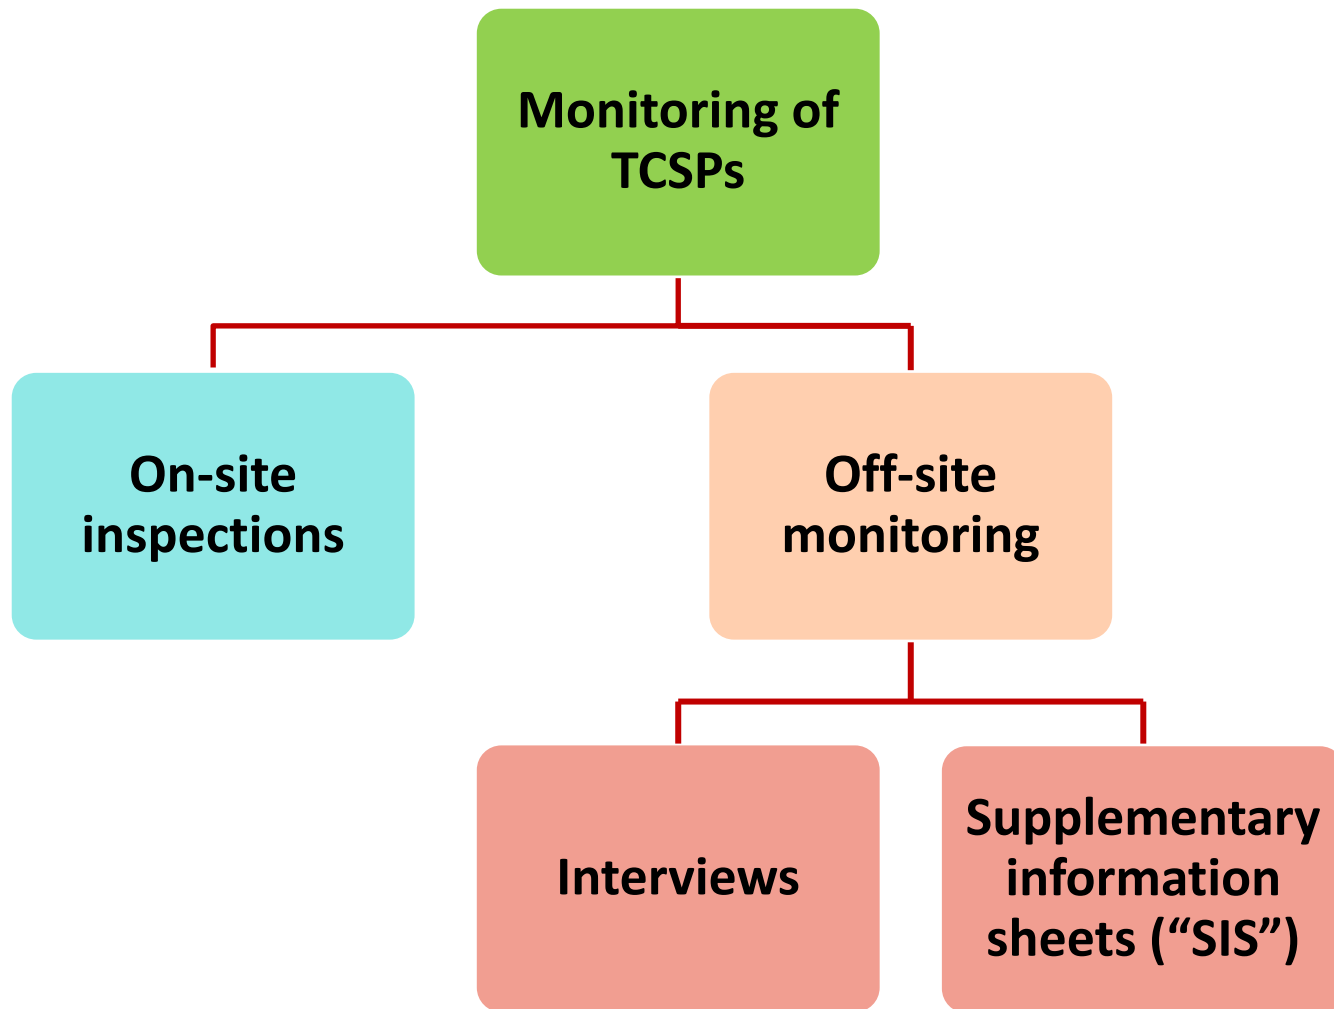 Monitoring of
TCSPs
On-site
inspections
Off-site
monitoring
Interviews
Supplementary
information
sheets (“SIS”)